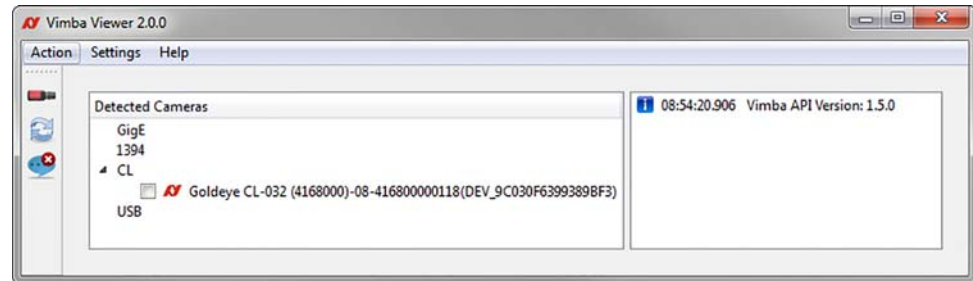 Vimba Viewer 2.0.0
Action Settings Help
Detected Cameras
GigE
1394
CL
Goldeye CL-032 (4168000)-08-416800000118(DEV_9C030F6399389BF3)
USB
08:54:20.906 Vimba API Version: 1.5.0